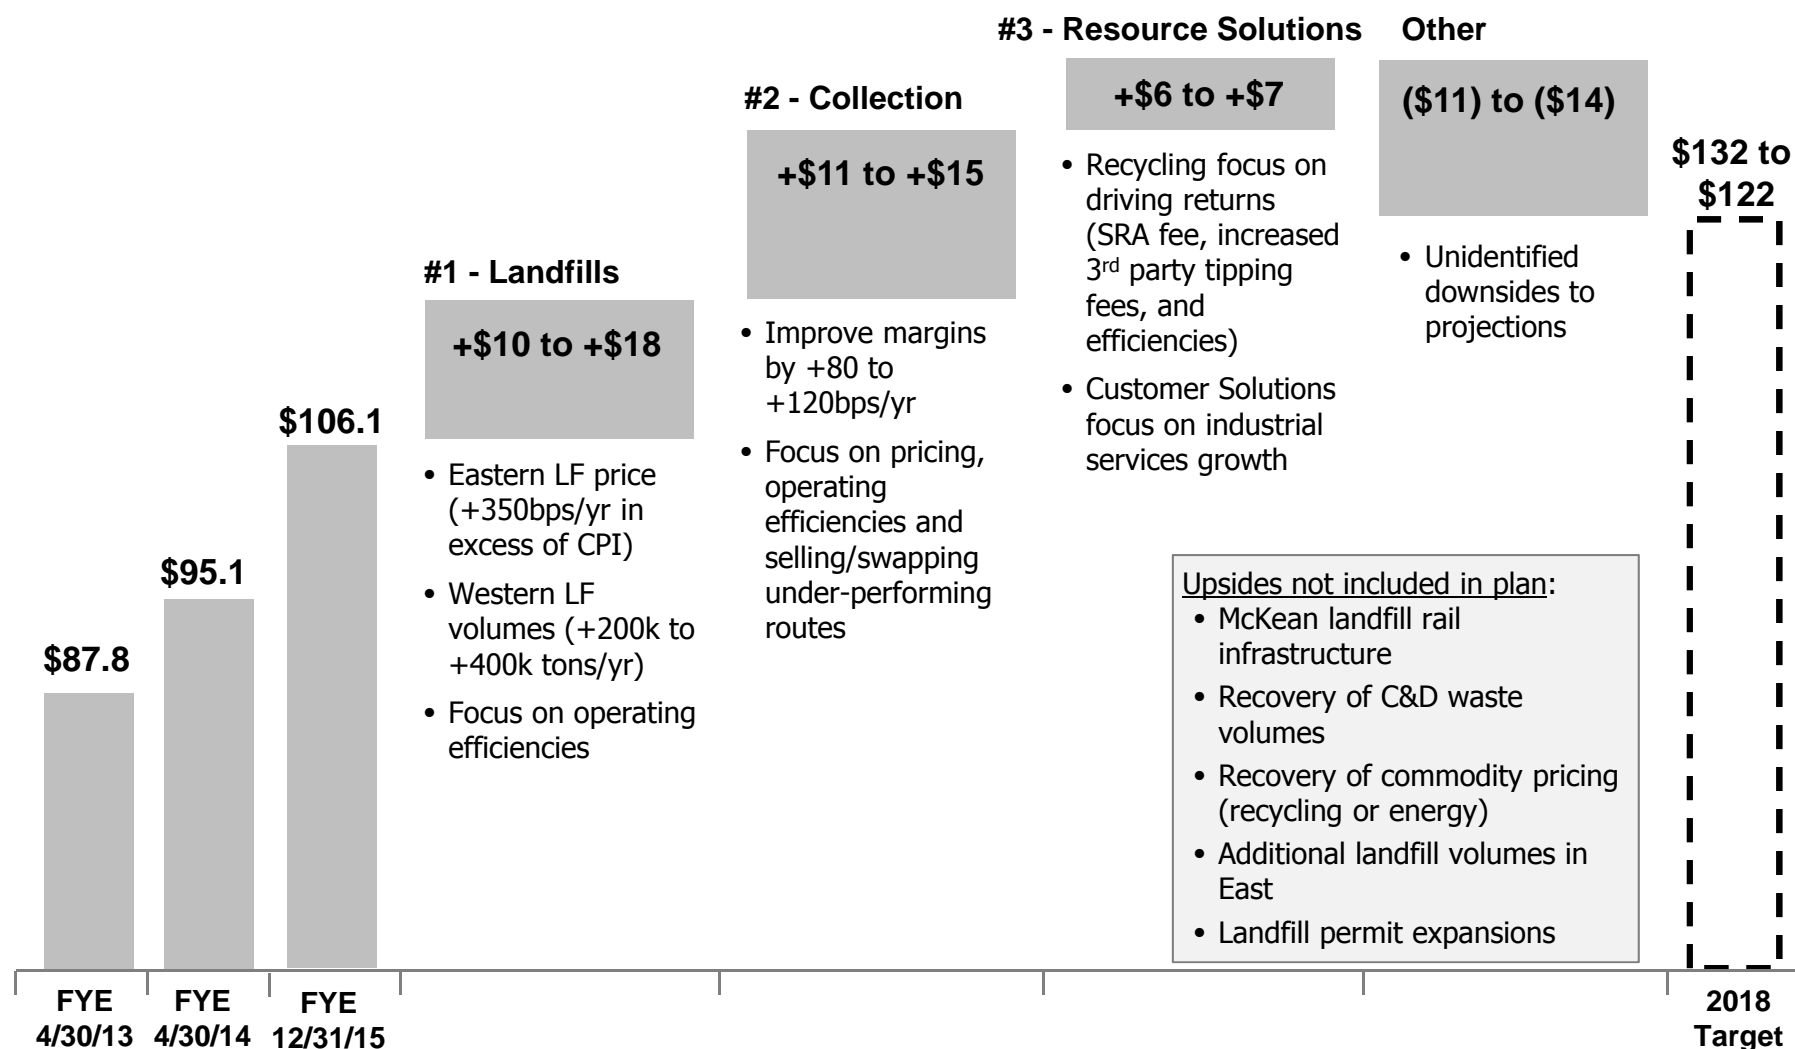 #3 - Resource Solutions
Other
+$6 to +$7
($11) to ($14)
#2 - Collection
+$11 to +$15
$132 to
$122
• Recycling focus on
driving returns
(SRA fee, increased
3rd party tipping
fees, and
efficiencies)
• Customer Solutions
focus on industrial
services growth
• Unidentified
downsides to
projections
#1 - Landfills
+$10 to +$18
• Improve margins
by +80 to
+120bps/yr
• Focus on pricing,
operating
efficiencies and
selling/swapping
under-performing
routes
$106.1
• Eastern LF price
(+350bps/yr in
excess of CPI)
• Western LF
volumes (+200k to
+400k tons/yr)
• Focus on operating
efficiencies
$95.1
$87.8
Upsides not included in plan:
• McKean landfill rail
infrastructure
• Recovery of C&D waste
volumes
• Recovery of commodity pricing
(recycling or energy)
• Additional landfill volumes in
East
• Landfill permit expansions
FYE
4/30/13
FYE
4/30/14
FYE
12/31/15
2018
Target